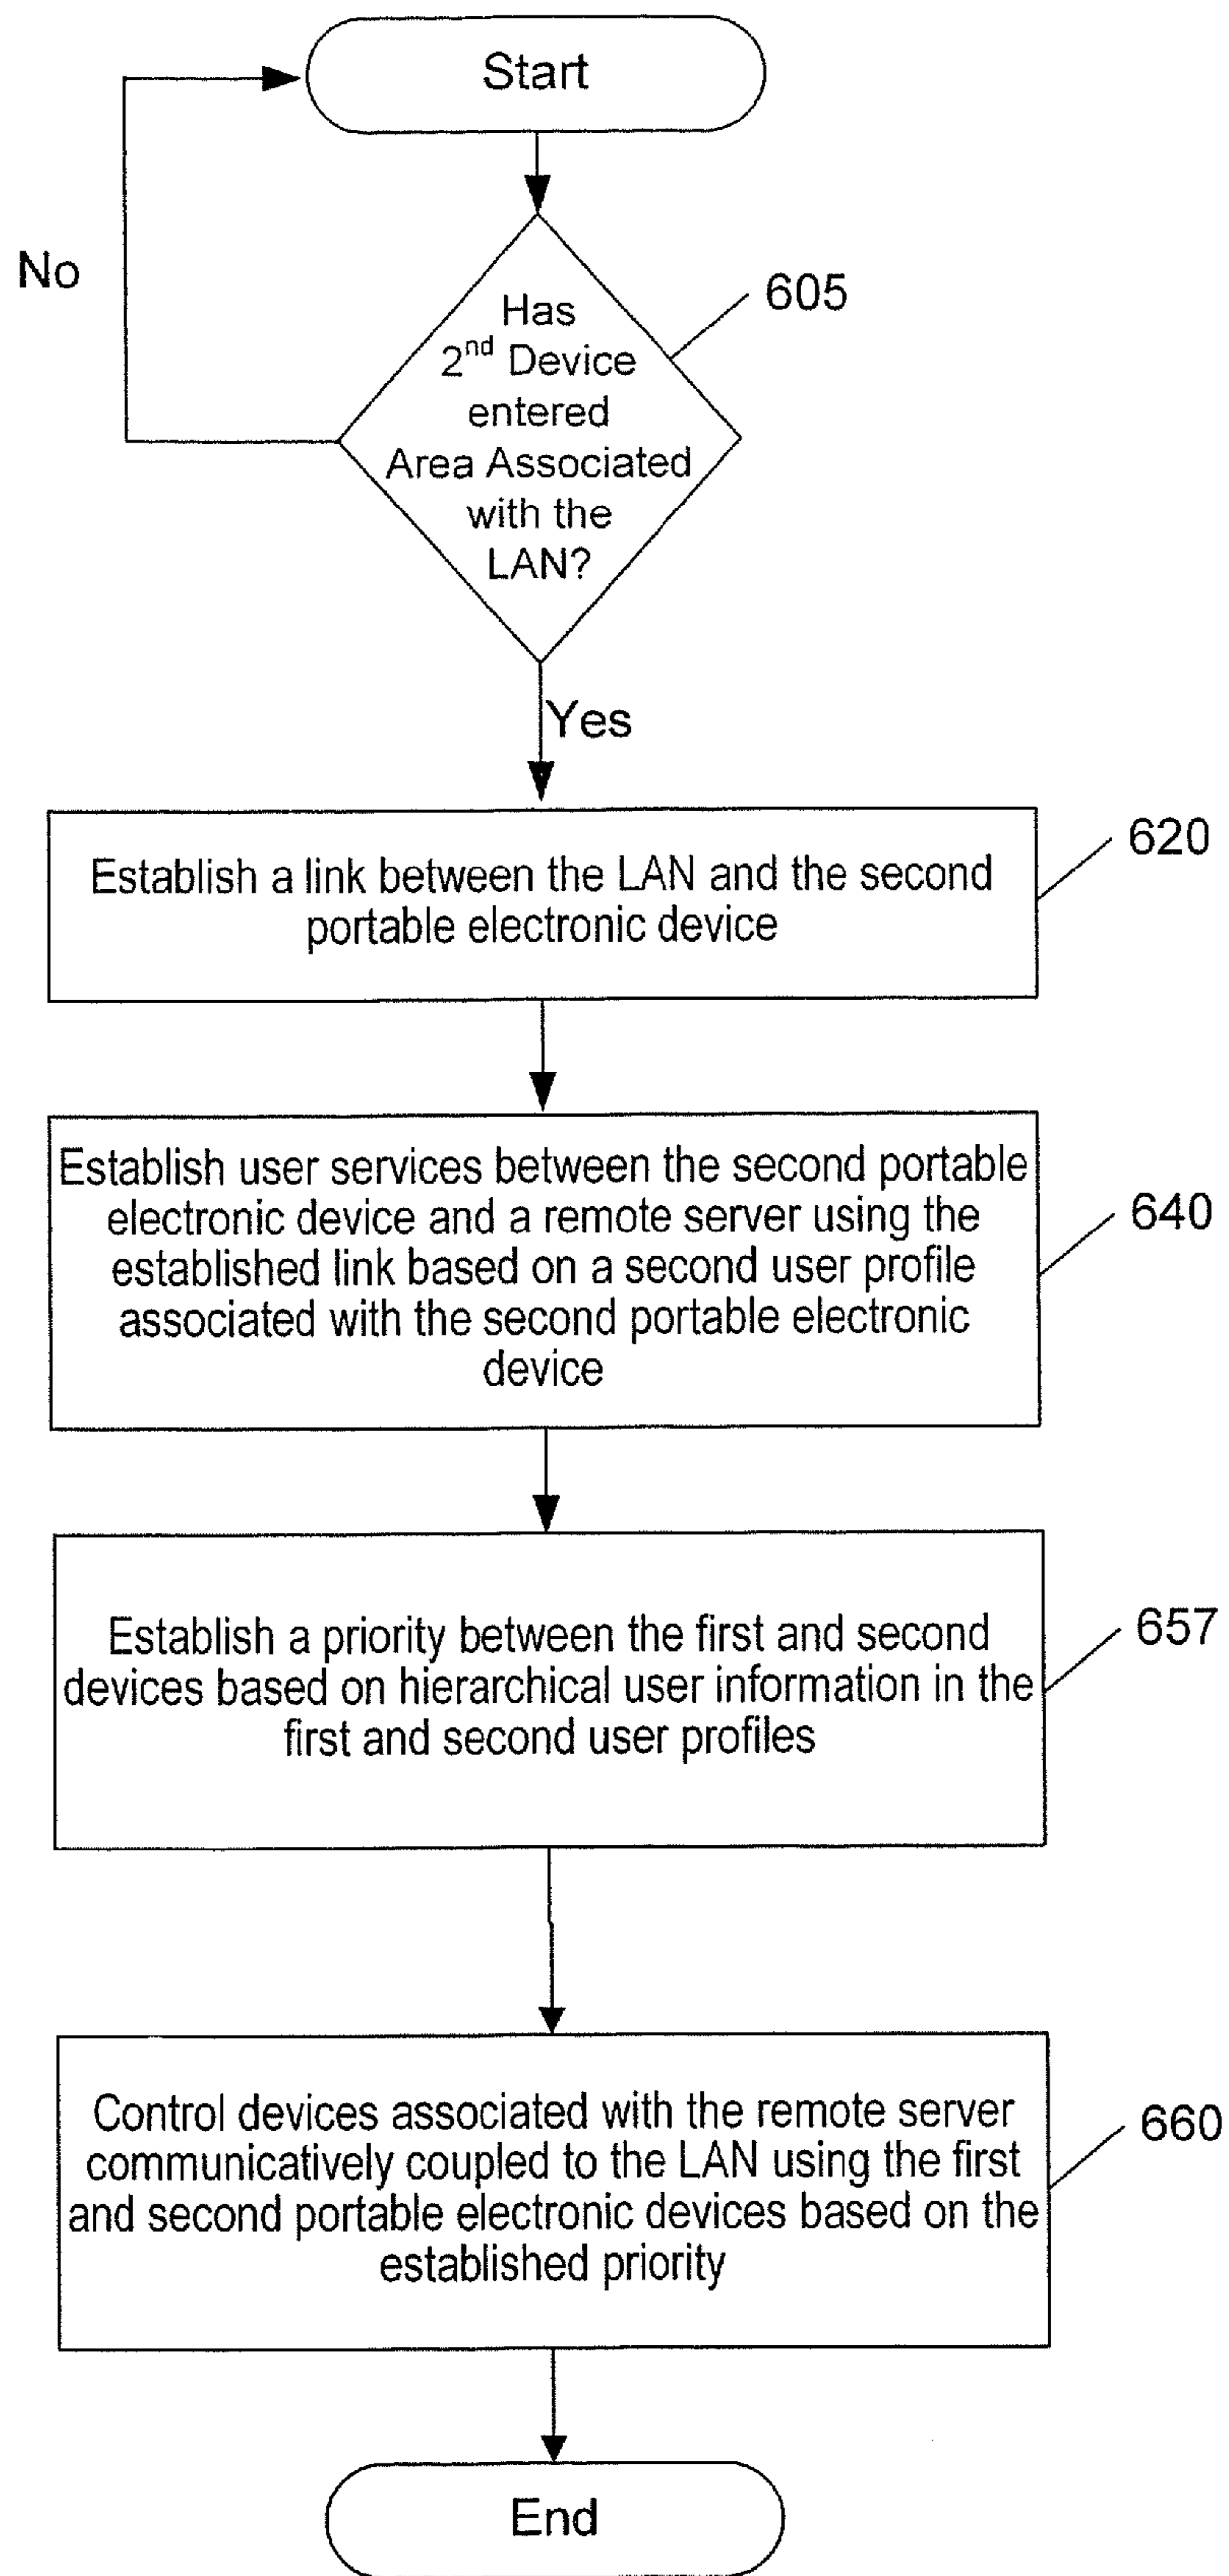 Start
No
605
Has
2nd Device
entered
Area Associated
with the
LAN?
Yes
620
Establish a link between the LAN and the second
portable electronic device
Establish user services between the second portable
electronic device and a remote server using the
established link based on a second user profile
associated with the second portable electronic
device
640
Establish a priority between the first and second
devices based on hierarchical user information in the
first and second user profiles
657
Control devices associated with the remote server
communicatively coupled to the LAN using the first
and second portable electronic devices based on the
established priority
660
End